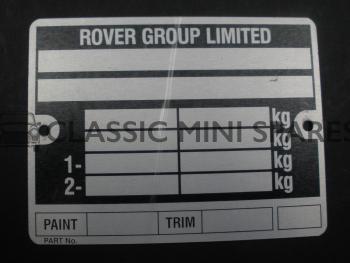 ROVER GROUP LIMITED
CLASSIC MINI SPARES
kg
kg
1- kg
2- kg
PAINT TRIM
PART No.